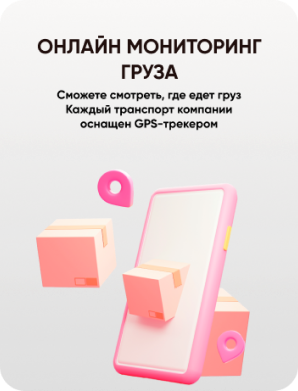 ОНЛАЙН МОНИТОРИНГ
ГРУЗА
Сможете смотреть, где едет груз
Каждый транспорт компании
оснащен GPS-трекером